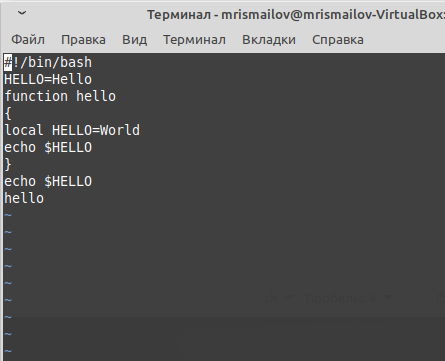 Терминал - mrismailov@mrismailov-VirtualBox:
Файл Правка Вид Терминал Вкладки Справка
#!/bin/bash
HELLO=Hello
function hello
{
local HELLO=World
echo $HELLO
}
echo $HELLO
hello
~
~
~
~
~
~
~
~
~